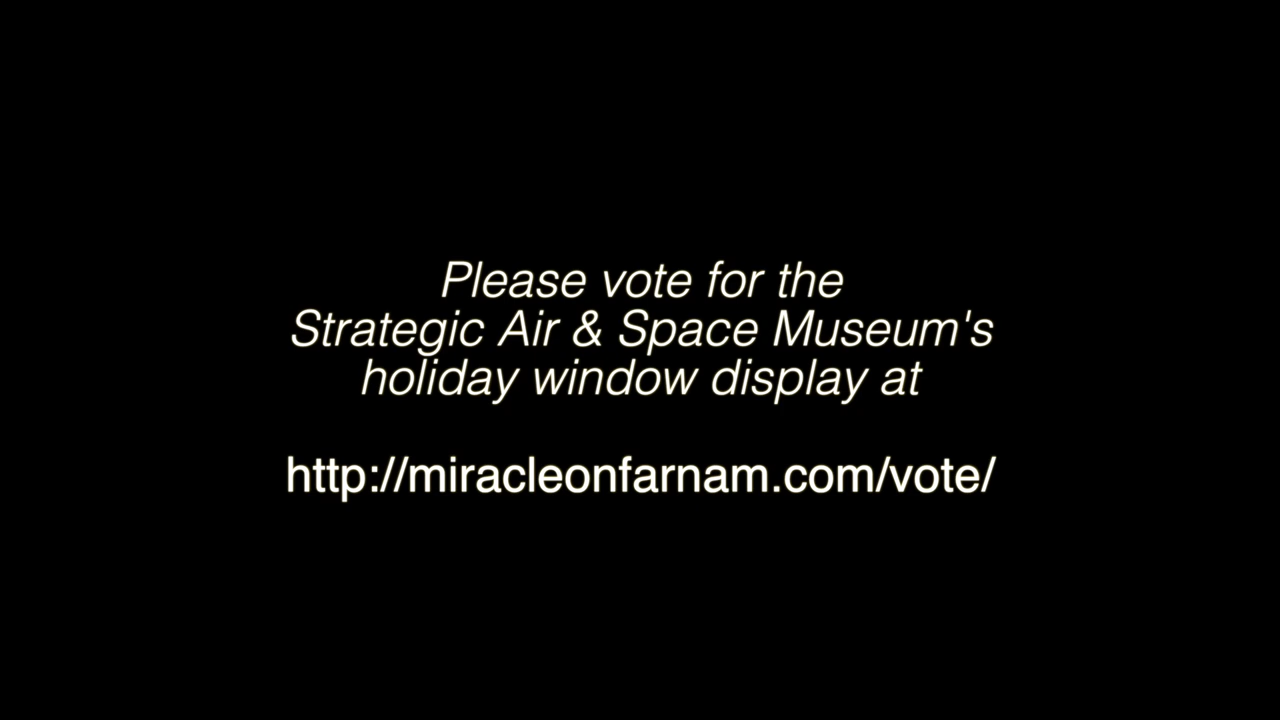 Please vote for the
Strategic Air & Space Museum's
holiday window display at
http://miracleonfarnam.com/vote/